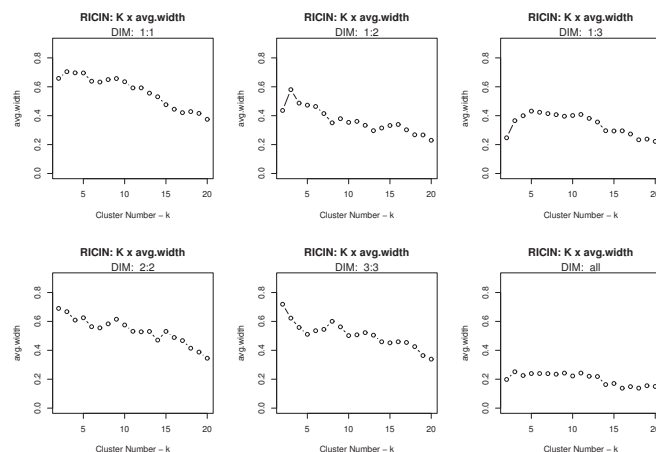 RICIN: K x avg.width
DIM: 1:1
avg.width
0.0 0.2 0.4 0.6 0.8
5 10 15 20
Cluster Number – k
RICIN: K x avg.width
DIM: 1:2
avg.width
0.0 0.2 0.4 0.6 0.8
5 10 15 20
Cluster Number – k
RICIN: K x avg.width
DIM: 1:3
avg.width
0.0 0.2 0.4 0.6 0.8
5 10 15 20
Cluster Number – k
RICIN: K x avg.width
DIM: 2:2
avg.width
0.0 0.2 0.4 0.6 0.8
5 10 15 20
Cluster Number – k
RICIN: K x avg.width
DIM: 3:3
avg.width
0.0 0.2 0.4 0.6 0.8
5 10 15 20
Cluster Number – k
RICIN: K x avg.width
DIM: all
avg.width
0.0 0.2 0.4 0.6 0.8
5 10 15 20
Cluster Number – k